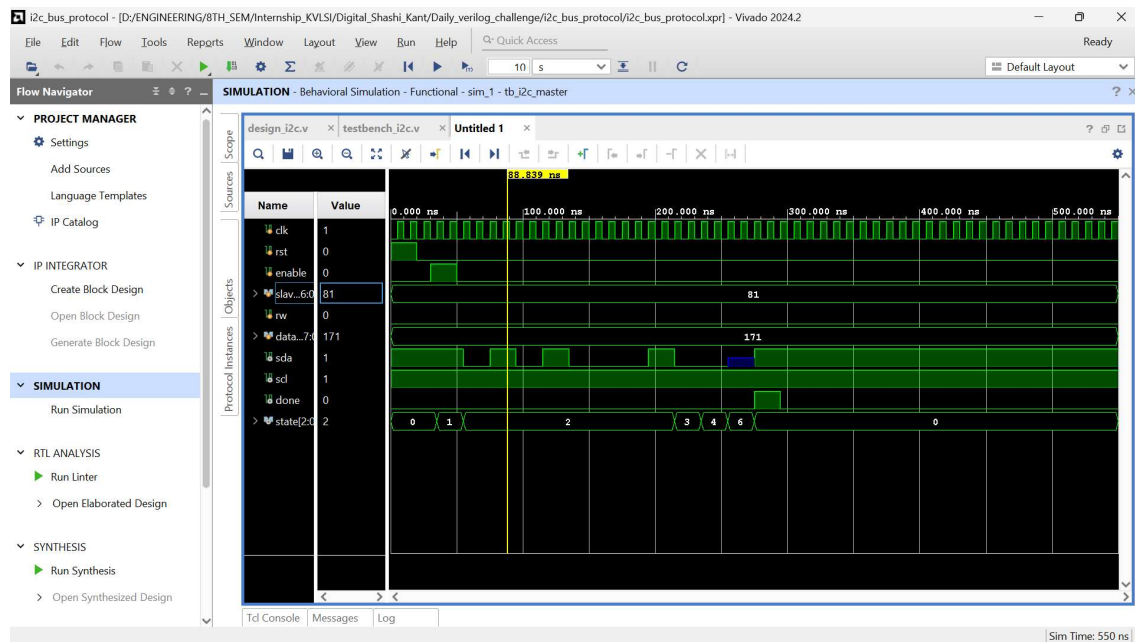 i2c_bus_protocol - [D:/ENGINEERING/8TH_SEM/Internship_KVLSI/Digital_Shashi_Kant/Daily_verilog_challenge/i2c_bus_protocol/i2c_bus_protocol.xpr] - Vivado 2024.2
File Edit Flow Tools Reports Window Layout View Run Help Quick Access Ready
10 s Default Layout
Flow Navigator SIMULATION - Behavioral Simulation - Functional - sim_1 - tb_i2c_master
PROJECT MANAGER
Settings
Add Sources
Language Templates
IP Catalog
IP INTEGRATOR
Create Block Design
Open Block Design
Generate Block Design
SIMULATION
Run Simulation
RTL ANALYSIS
Run Linter
Open Elaborated Design
SYNTHESIS
Run Synthesis
Open Synthesized Design
Scope
Sources
Objects
Protocol Instances
design_i2c.v testbench_i2c.v Untitled 1
88.839 ns
Name Value 0.000 ns 100.000 ns 200.000 ns 300.000 ns 400.000 ns 500.000 ns
clk 1
rst 0
enable 0
slav...6:0 81 81
rw 0
data...7:0 171 171
sda 1
scl 1
done 0
state[2:0 2 0 1 2 3 4 6 0
Tcl Console Messages Log
Sim Time: 550 ns